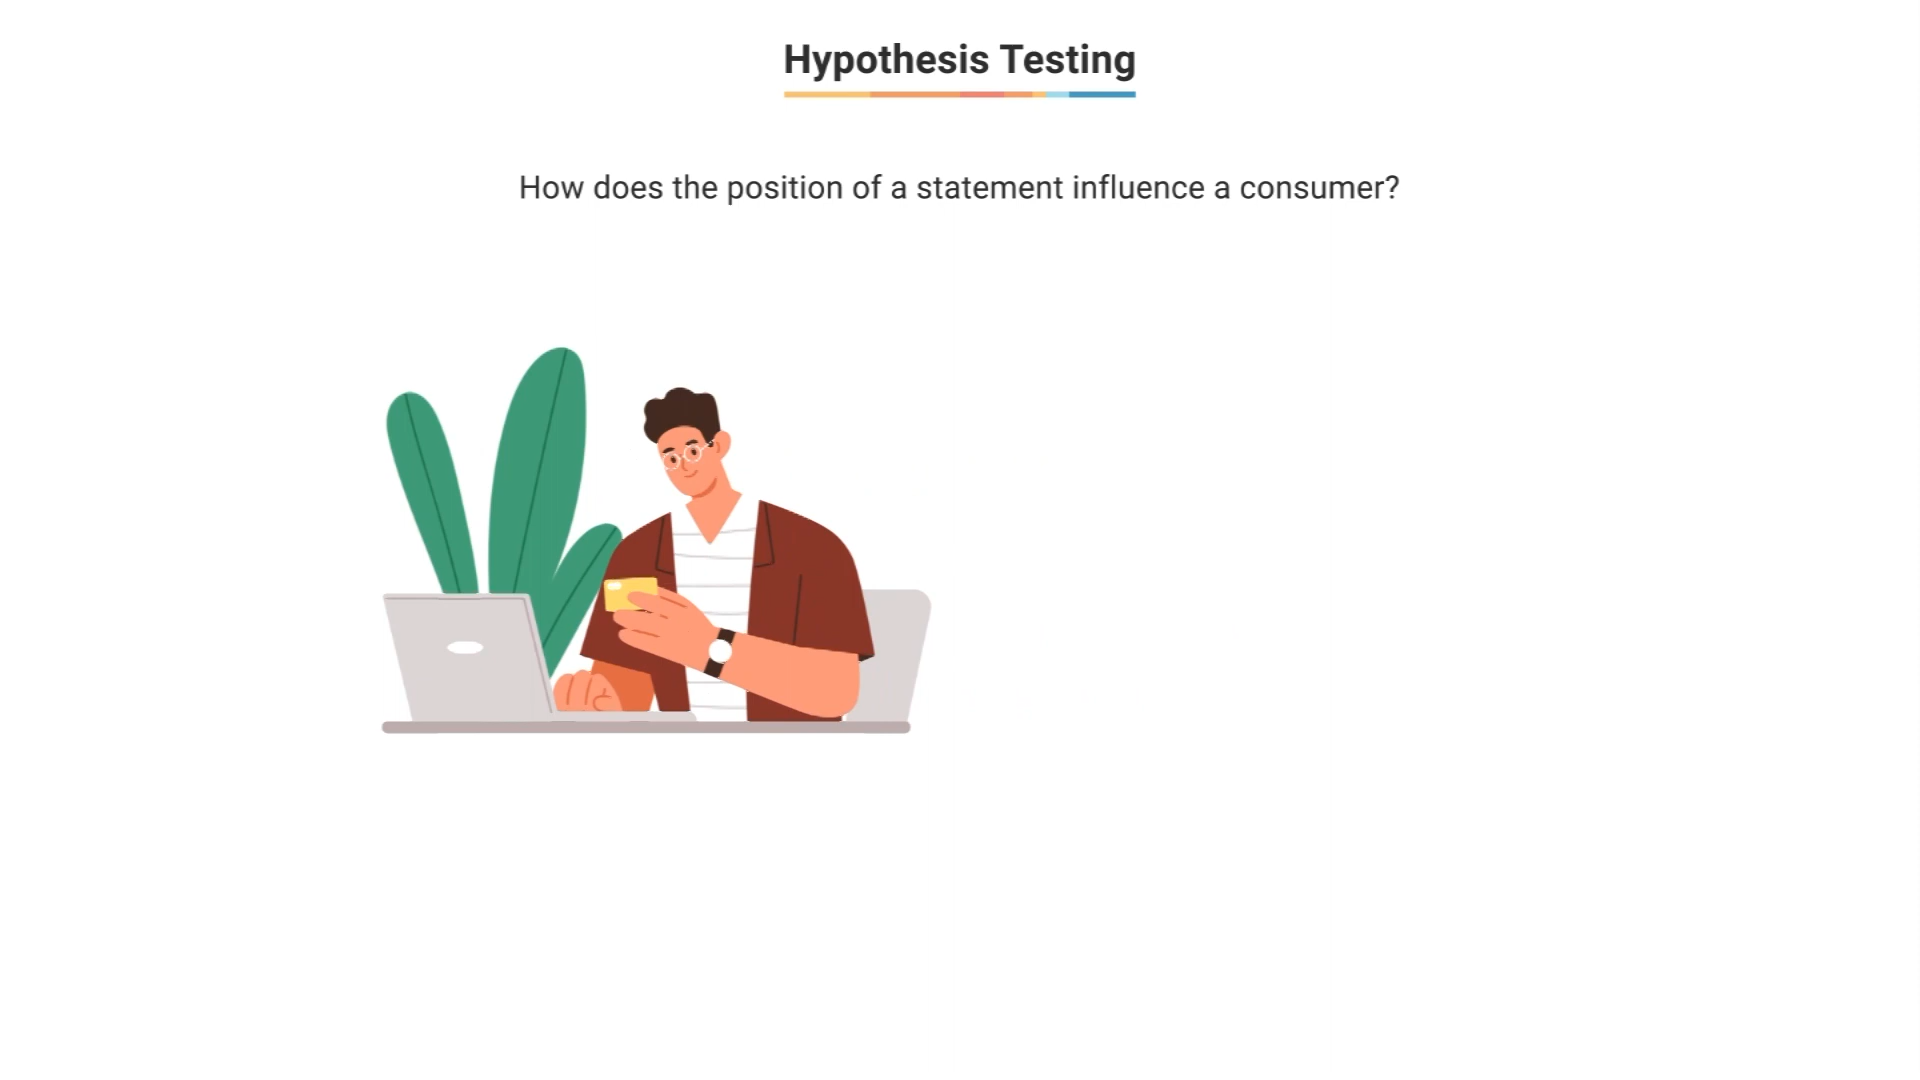 Hypothesis Testing
How does the position of a statement influence a consumer?